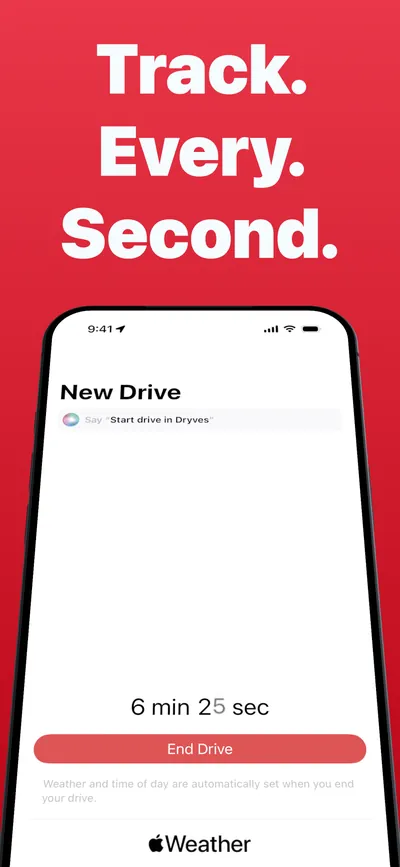 Track.
Every.
Second.
9:41
New Drive
Say "Start drive in Dryves"
6 min 25 sec
End Drive
Weather and time of day are automatically set when you end
your drive.
Weather